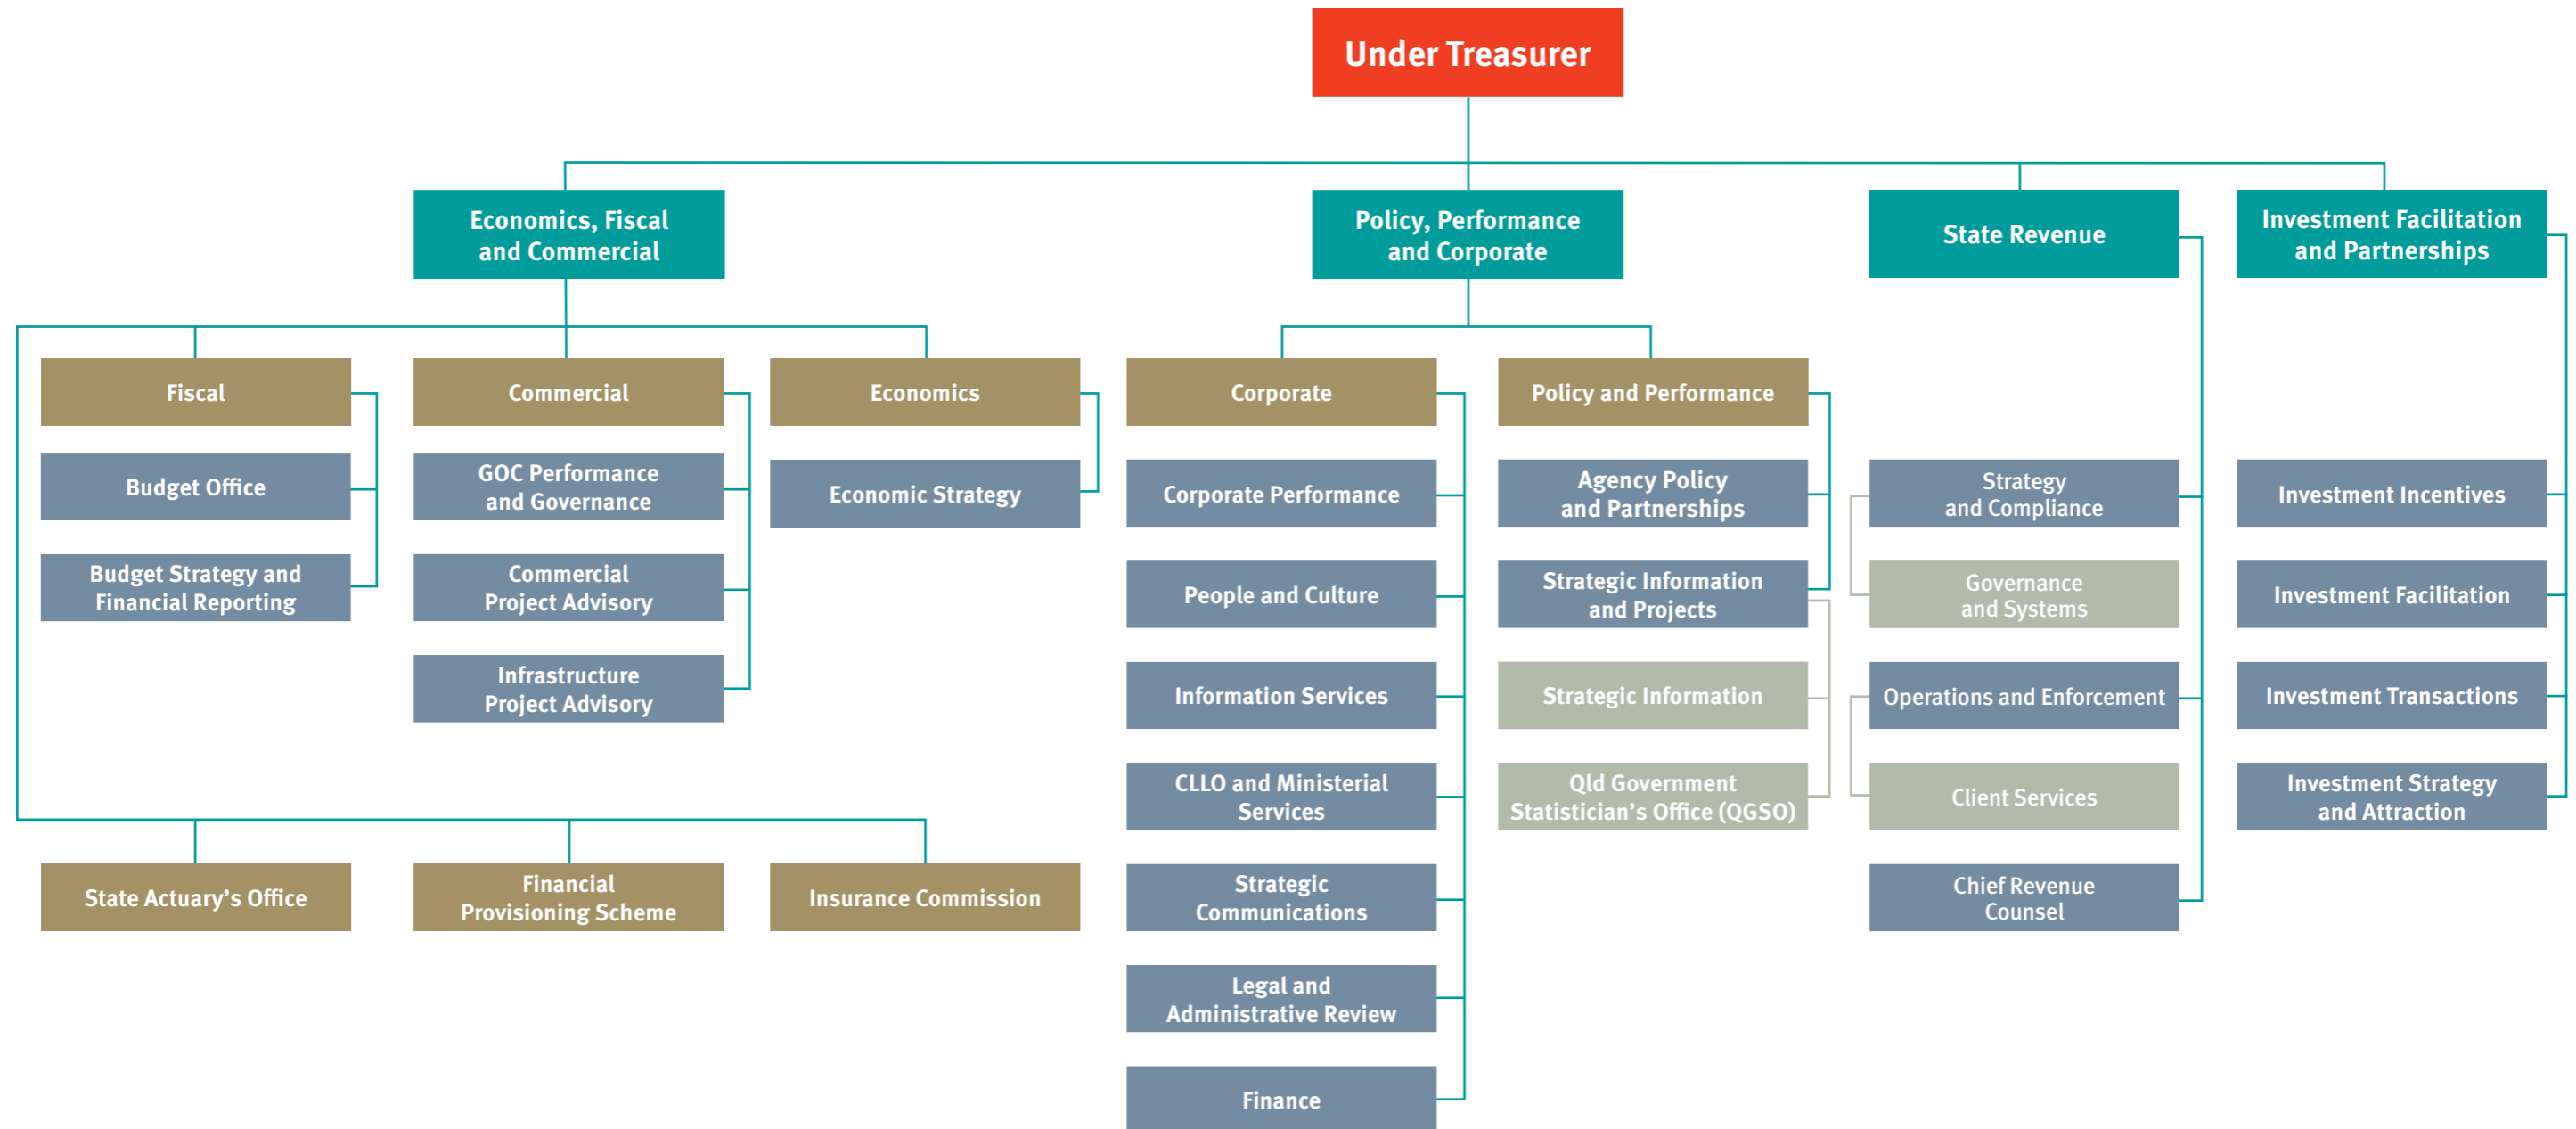 Under Treasurer
Economics, Fiscal
and Commercial
Policy, Performance
and Corporate
State Revenue
Investment Facilitation
and Partnerships
Fiscal
Budget Office
Budget Strategy and
Financial Reporting
Commercial
GOC Performance
and Governance
Commercial
Project Advisory
Infrastructure
Project Advisory
Economics
Economic Strategy
State Actuary's Office
Financial
Provisioning Scheme
Insurance Commission
Corporate
Corporate Performance
People and Culture
Information Services
CLLO and Ministerial
Services
Strategic
Communications
Legal and
Administrative Review
Finance
Policy and Performance
Agency Policy
and Partnerships
Strategic Information
and Projects
Strategic Information
Qld Government
Statistician's Office (QGSO)
Strategy
and Compliance
Governance
and Systems
Operations and Enforcement
Client Services
Chief Revenue
Counsel
Investment Incentives
Investment Facilitation
Investment Transactions
Investment Strategy
and Attraction